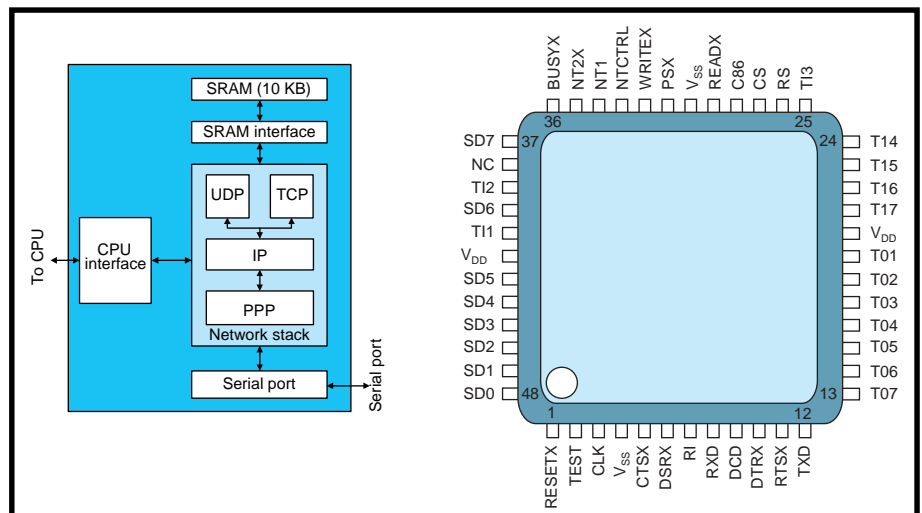 SRAM (10 KB)
SRAM interface
UDP
TCP
IP
PPP
Network stack
CPU
interface
To CPU
Serial port
Serial port
BUSYX
NT2X
NT1
NTCTRL
WRITEX
PSX
VSS
READX
C86
CS
RS
TI3
36
25
37
24
48
13
1
12
SD7
NC
TI2
SD6
TI1
VDD
SD5
SD4
SD3
SD2
SD1
SD0
T14
T15
T16
T17
VDD
T01
T02
T03
T04
T05
T06
T07
RESETX
TEST
CLK
VSS
CTSX
DSRX
RI
RXD
DCD
DTRX
RTSX
TXD